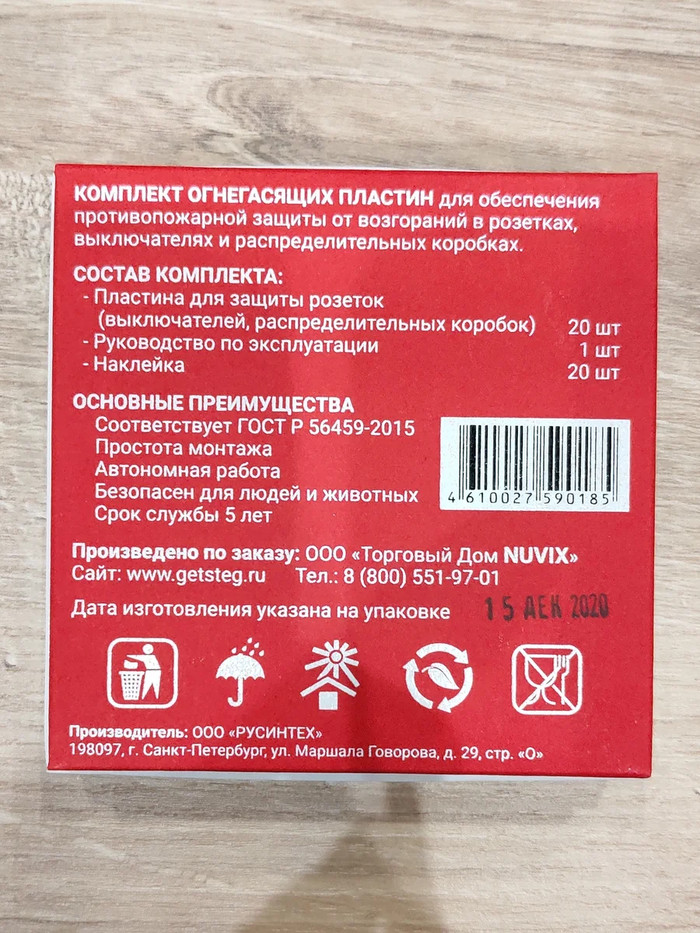 КОМПЛЕКТ ОГНЕГАСЯЩИХ ПЛАСТИН для обеспечения
противопожарной защиты от возгораний в розетках,
выключателях и распределительных коробках.
СОСТАВ КОМПЛЕКТА:
- Пластина для защиты розеток
(выключателей, распределительных коробок) 20 шт
- Руководство по эксплуатации 1 шт
- Наклейка 20 шт
ОСНОВНЫЕ ПРЕИМУЩЕСТВА
Соответствует ГОСТ Р 56459-2015
Простота монтажа
Автономная работа
Безопасен для людей и животных
Срок службы 5 лет
4 610027 590185
Произведено по заказу: ООО «Торговый Дом NUVIX»
Сайт: www.getsteg.ru Тел.: 8 (800) 551-97-01
Дата изготовления указана на упаковке 15 ДЕК 2020
Производитель: ООО «РУСИНТЕХ»
198097, г. Санкт-Петербург, ул. Маршала Говорова, д. 29, стр. «О»